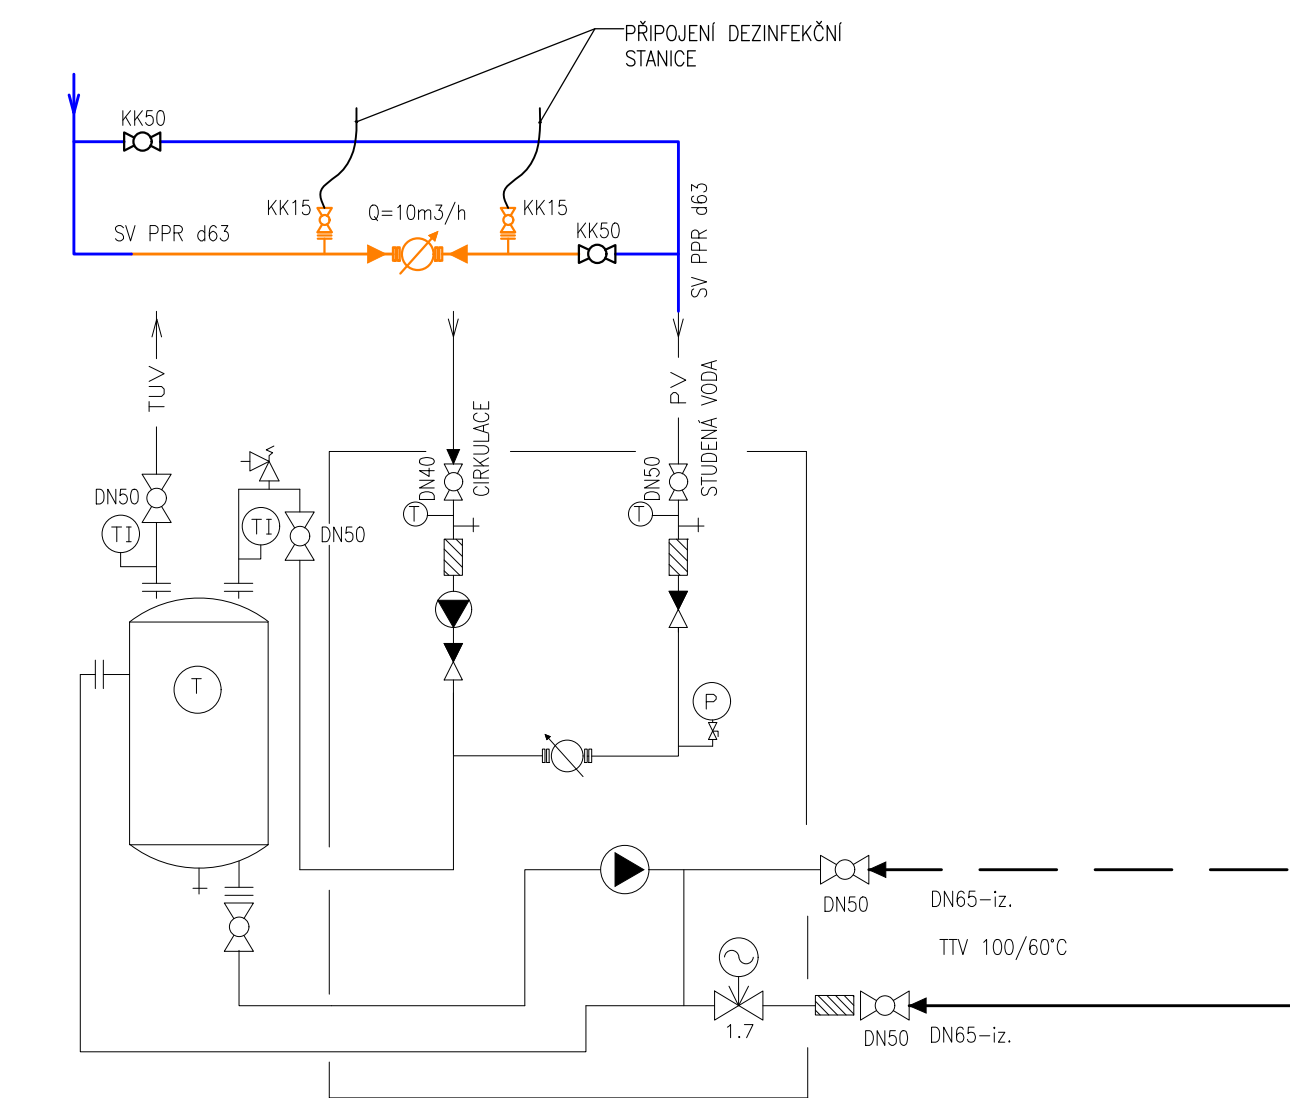 PŘIPOJENÍ DEZINFEKČNÍ
STANICE
KK50
KK15
Q=10m3/h
KK15
KK50
SV PPR d63
SV PPR d63
TUV
CIRKULACE
PV
STUDENÁ VODA
DN50
DN40
DN50
TI
TI
DN50
T
T
T
P
DN50
DN65-iz.
TTV 100/60°C
1.7
DN50
DN65-iz.